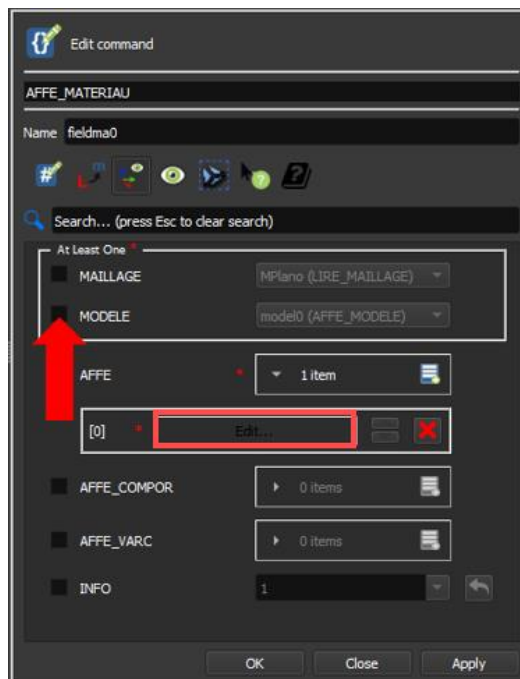 Edit command
AFFE_MATERIAU
Name fieldma0
Search... (press Esc to clear search)
At Least One *
MAILLAGE MPlano (LIRE_MAILLAGE)
MODELE model0 (AFFE_MODELE)
AFFE * 1 item
[0] * Edit...
AFFE_COMPOR 0 items
AFFE_VARC 0 items
INFO 1
OK Close Apply